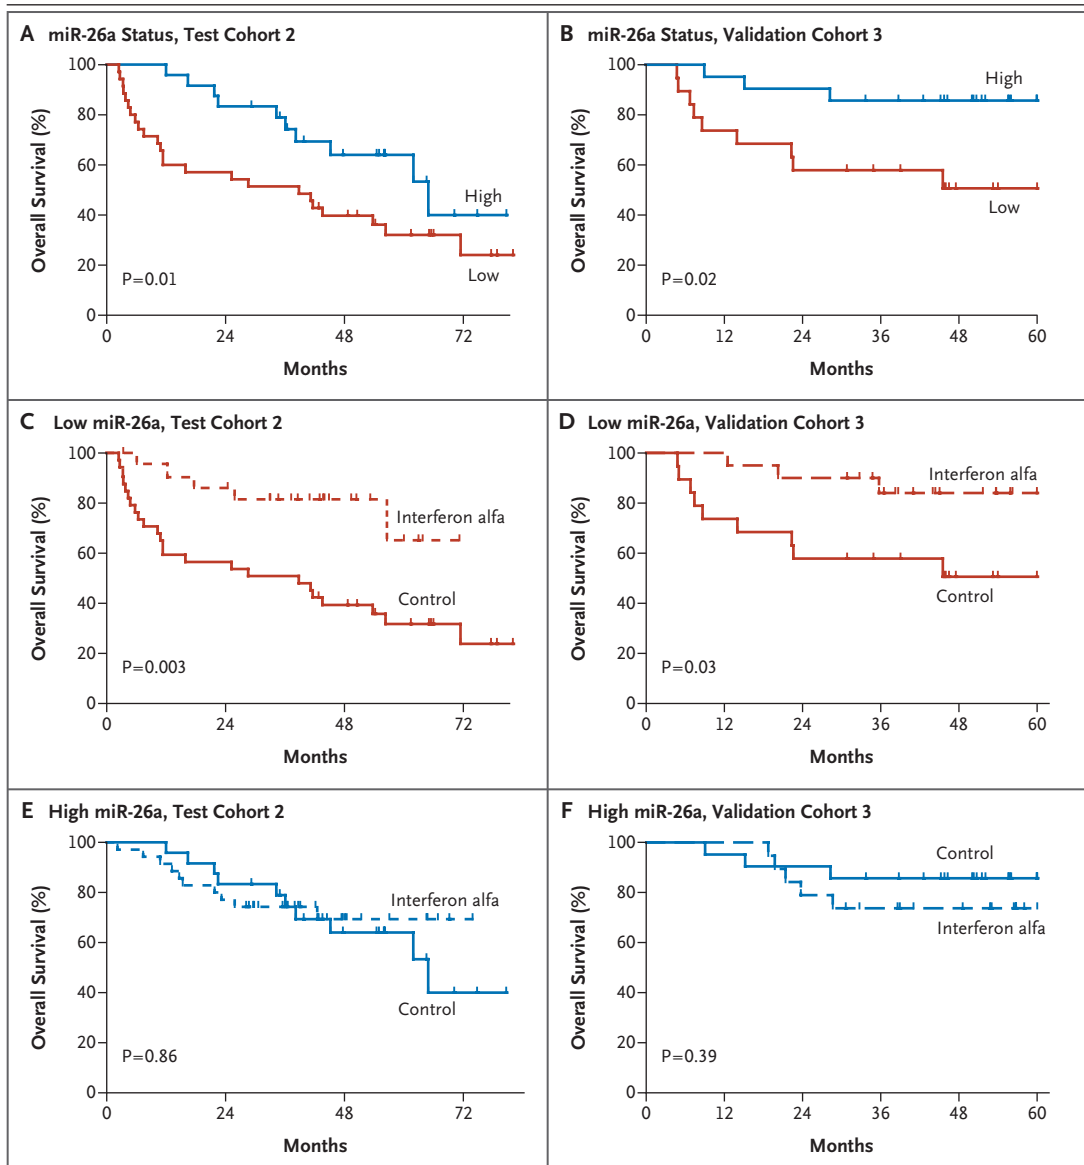 A miR-26a Status, Test Cohort 2
100
80
60
40
20
0
Overall Survival (%)
High
Low
P=0.01
0 24 48 72
Months
B miR-26a Status, Validation Cohort 3
100
80
60
40
20
0
Overall Survival (%)
High
Low
P=0.02
0 12 24 36 48 60
Months
C Low miR-26a, Test Cohort 2
100
80
60
40
20
0
Overall Survival (%)
Interferon alfa
Control
P=0.003
0 24 48 72
Months
D Low miR-26a, Validation Cohort 3
100
80
60
40
20
0
Overall Survival (%)
Interferon alfa
Control
P=0.03
0 12 24 36 48 60
Months
E High miR-26a, Test Cohort 2
100
80
60
40
20
0
Overall Survival (%)
Interferon alfa
Control
P=0.86
0 24 48 72
Months
F High miR-26a, Validation Cohort 3
100
80
60
40
20
0
Overall Survival (%)
Control
Interferon alfa
P=0.39
0 12 24 36 48 60
Months